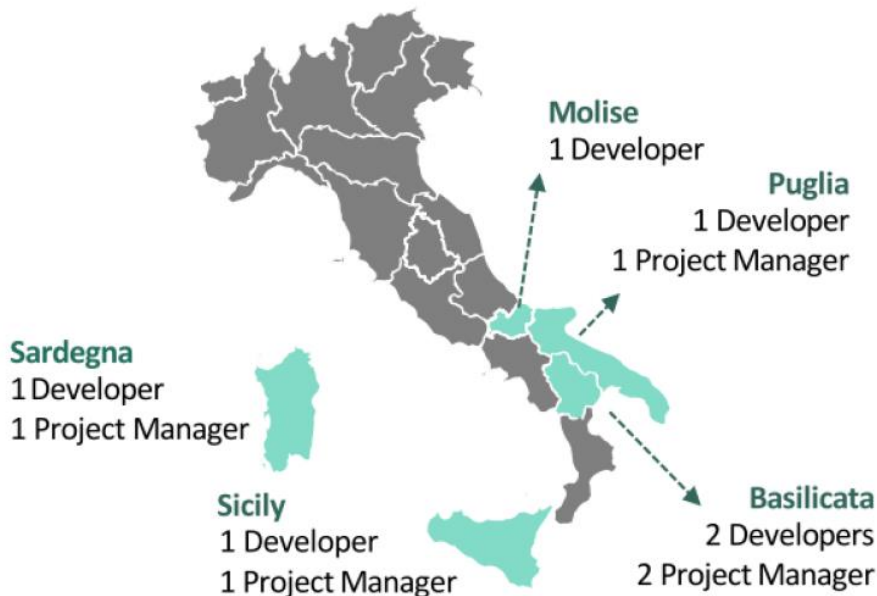 Molise
1 Developer
Puglia
1 Developer
1 Project Manager
Sardegna
1 Developer
1 Project Manager
Sicily
1 Developer
1 Project Manager
Basilicata
2 Developers
2 Project Manager